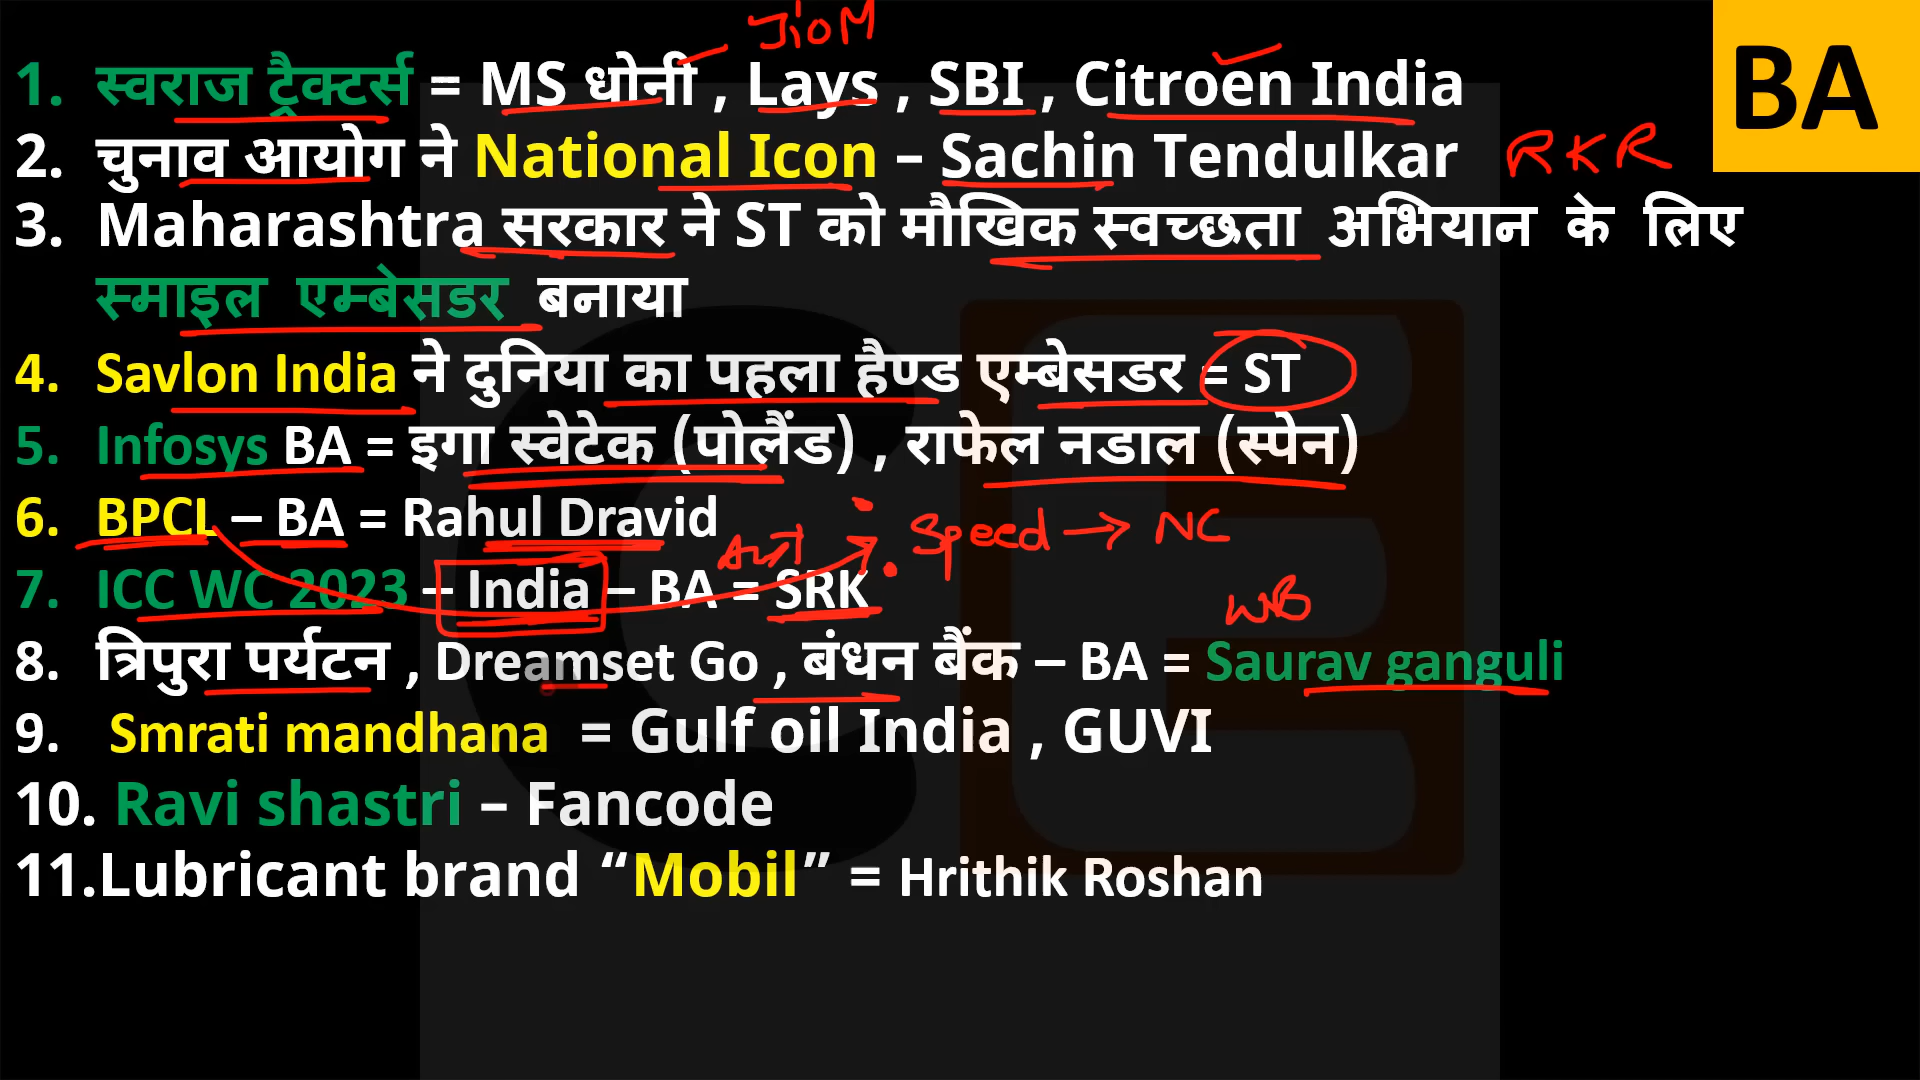 JioM
BA
1. स्वराज ट्रैक्टर्स = MS धोनी , Lays , SBI , Citroen India
2. चुनाव आयोग ने National Icon – Sachin Tendulkar RKR
3. Maharashtra सरकार ने ST को मौखिक स्वच्छता अभियान के लिए
स्माइल एम्बेसडर बनाया
4. Savlon India ने दुनिया का पहला हैण्ड एम्बेसडर = ST
5. Infosys BA = इगा स्वेटेक (पोलैंड) , राफेल नडाल (स्पेन)
6. BPCL – BA = Rahul Dravid
Speed → NC
7. ICC WC 2023 – India – BA = SRK
WB
8. त्रिपुरा पर्यटन , Dreamset Go , बंधन बैंक – BA = Saurav ganguli
9. Smrati mandhana = Gulf oil India , GUVI
10. Ravi shastri – Fancode
11.Lubricant brand “Mobil” = Hrithik Roshan